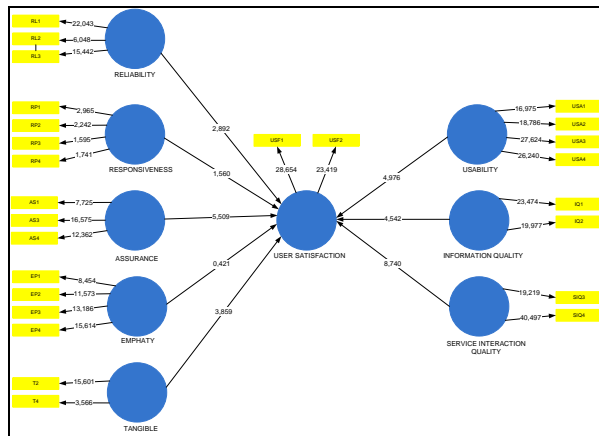 RL1
22,043
RL2
6,048
RL3
15,442
RELIABILITY
RP1
2,965
RP2
2,242
RP3
1,595
RP4
1,741
RESPONSIVENESS
AS1
7,725
AS3
16,575
AS4
12,362
ASSURANCE
EP1
8,454
EP2
11,573
EP3
13,186
EP4
15,614
EMPHATY
T2
15,601
T4
3,566
TANGIBLE
2,892
1,560
5,509
0,421
3,859
USF1
USF2
28,654
23,419
USER SATISFACTION
4,976
4,542
8,740
16,975
USA1
18,786
USA2
27,624
USA3
26,240
USA4
USABILITY
23,474
IQ1
19,977
IQ2
INFORMATION QUALITY
19,219
SIQ3
40,497
SIQ4
SERVICE INTERACTION
QUALITY